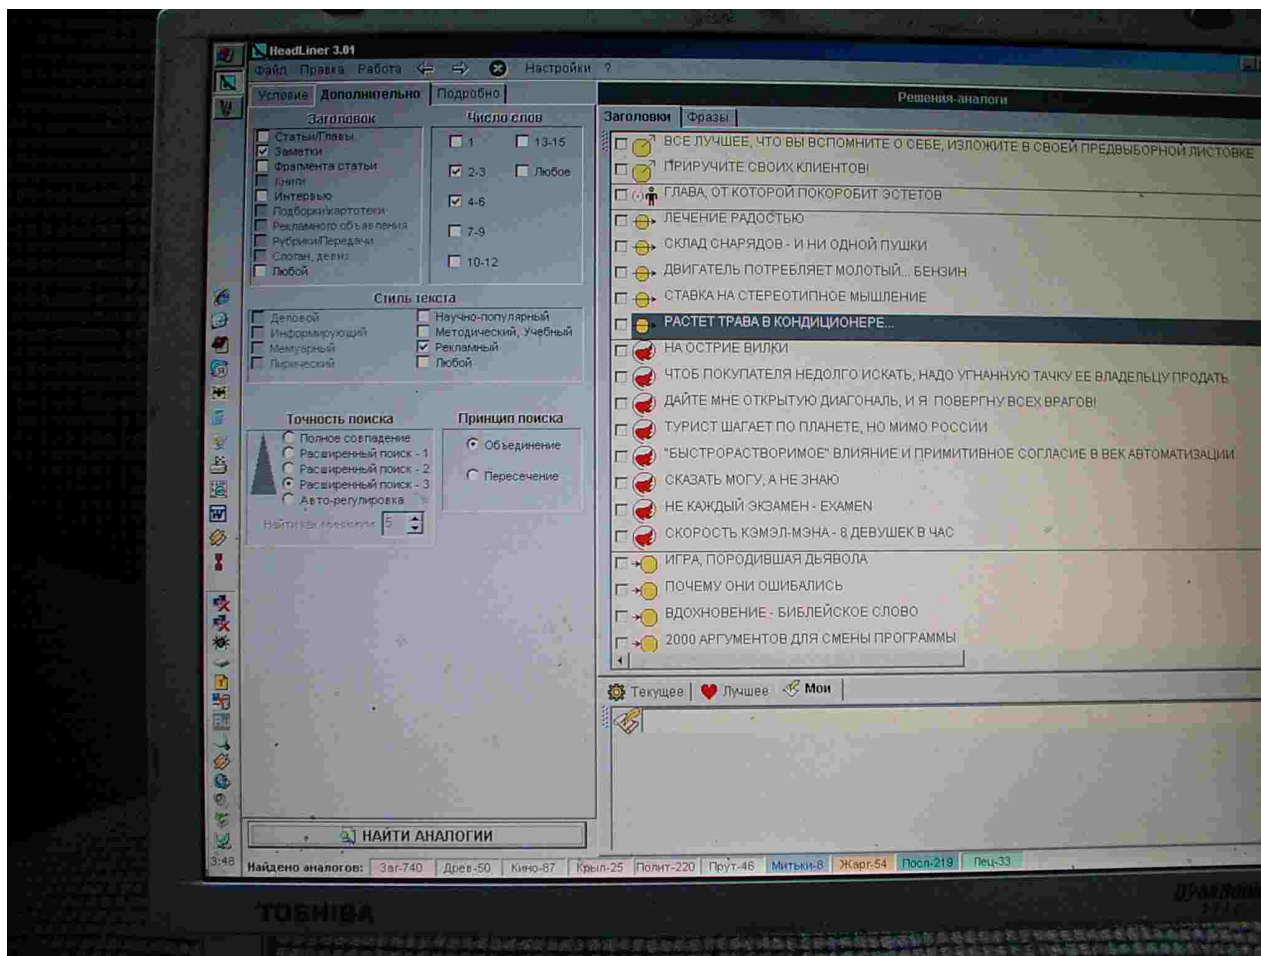 HeadLiner 3.01
Файл Правка Работа Настройки ?
Условие Дополнительно Подробно
Заголовок
Статьи/Главы
Заметки
Фрагмента статьи
Книги
Интервью
Подборки/картотеки
Рекламного объявления
Рубрики/Передачи
Слоган, девиз
Любой
Число слов
1 13-15
2-3 Любое
4-6
7-9
10-12
Стиль текста
Деловой
Информирующий
Мемуарный
Лирический
Научно-популярный
Методический, Учебный
Рекламный
Любой
Точность поиска
Полное совпадение
Расширенный поиск - 1
Расширенный поиск - 2
Расширенный поиск - 3
Авто-регулировка
Найти как минимум: 5
Принцип поиска
Объединение
Пересечение
НАЙТИ АНАЛОГИИ
Решения-аналоги
Заголовки Фразы
ВСЕ ЛУЧШЕЕ, ЧТО ВЫ ВСПОМНИТЕ О СЕБЕ, ИЗЛОЖИТЕ В СВОЕЙ ПРЕДВЫБОРНОЙ ЛИСТОВКЕ
ПРИРУЧИТЕ СВОИХ КЛИЕНТОВ!
ГЛАВА, ОТ КОТОРОЙ ПОКОРОБИТ ЭСТЕТОВ
ЛЕЧЕНИЕ РАДОСТЬЮ
СКЛАД СНАРЯДОВ - И НИ ОДНОЙ ПУШКИ
ДВИГАТЕЛЬ ПОТРЕБЛЯЕТ МОЛОТЫЙ... БЕНЗИН
СТАВКА НА СТЕРЕОТИПНОЕ МЫШЛЕНИЕ
РАСТЕТ ТРАВА В КОНДИЦИОНЕРЕ...
НА ОСТРИЕ ВИЛКИ
ЧТОБ ПОКУПАТЕЛЯ НЕДОЛГО ИСКАТЬ, НАДО УГНАННУЮ ТАЧКУ ЕЕ ВЛАДЕЛЬЦУ ПРОДАТЬ
ДАЙТЕ МНЕ ОТКРЫТУЮ ДИАГОНАЛЬ, И Я ПОВЕРГНУ ВСЕХ ВРАГОВ!
ТУРИСТ ШАГАЕТ ПО ПЛАНЕТЕ, НО МИМО РОССИИ
"БЫСТРОРАСТВОРИМОЕ" ВЛИЯНИЕ И ПРИМИТИВНОЕ СОГЛАСИЕ В ВЕК АВТОМАТИЗАЦИИ
СКАЗАТЬ МОГУ, А НЕ ЗНАЮ
НЕ КАЖДЫЙ ЭКЗАМЕН - EXAMEN
СКОРОСТЬ КЭМЭЛ-МЭНА - 8 ДЕВУШЕК В ЧАС
ИГРА, ПОРОДИВШАЯ ДЬЯВОЛА
ПОЧЕМУ ОНИ ОШИБАЛИСЬ
ВДОХНОВЕНИЕ - БИБЛЕЙСКОЕ СЛОВО
2000 АРГУМЕНТОВ ДЛЯ СМЕНЫ ПРОГРАММЫ
Текущее Лучшее Мои
3:48
Найдено аналогов: Заг-740 Древ-50 Кино-87 Крыл-25 Полит-220 Прут-46 Митьки-8 Жарг-54 Посл-219 Лец-33
TOSHIBA